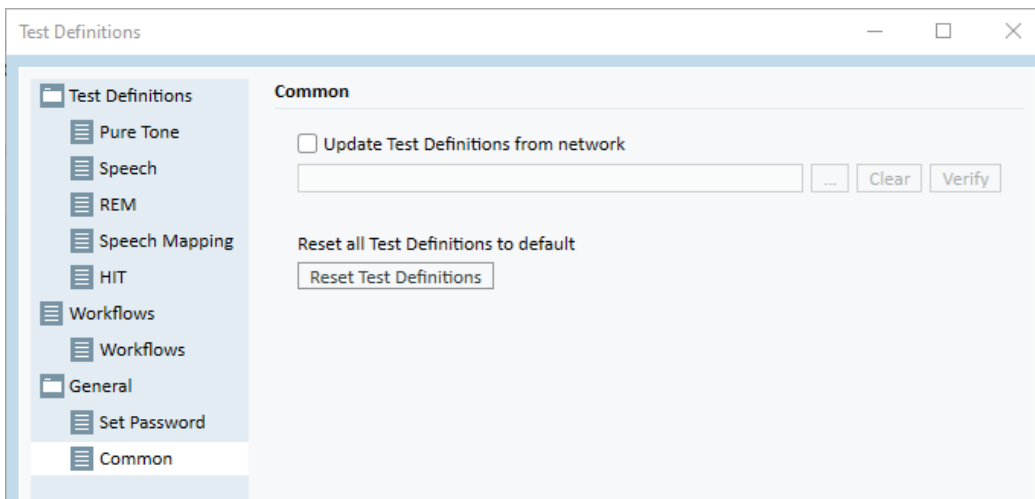 Test Definitions
Test Definitions
Pure Tone
Speech
REM
Speech Mapping
HIT
Workflows
Workflows
General
Set Password
Common
Common
Update Test Definitions from network
... Clear Verify
Reset all Test Definitions to default
Reset Test Definitions